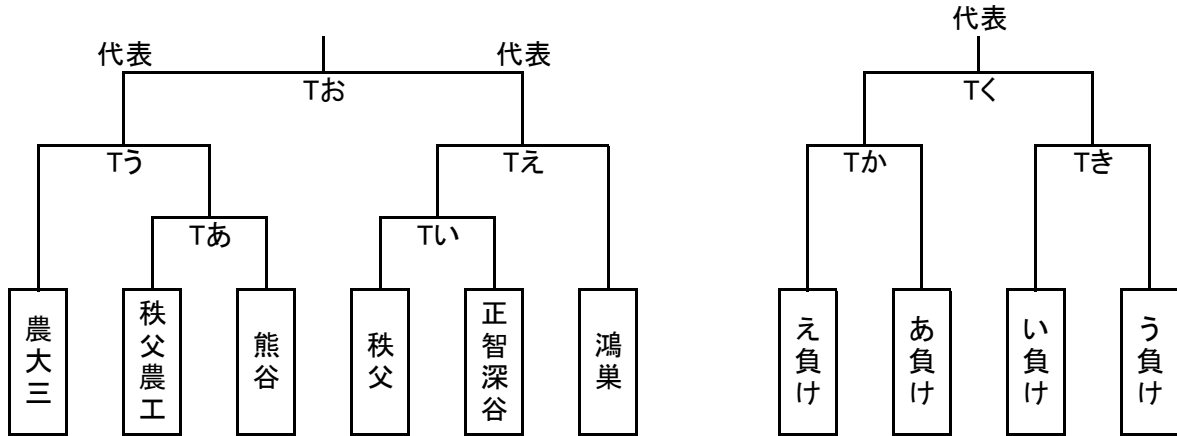 代表
代表
代表
Tお
Tく
Tう
Tえ
Tか
Tき
Tあ
Tい
農大三
秩父農工
熊谷
秩父
正智深谷
鴻巣
え負け
あ負け
い負け
う負け